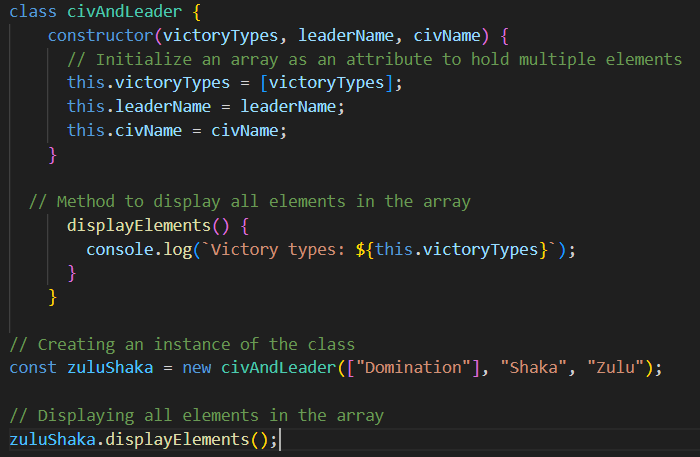 class civAndLeader {
constructor(victoryTypes, leaderName, civName) {
// Initialize an array as an attribute to hold multiple elements
this.victoryTypes = [victoryTypes];
this.leaderName = leaderName;
this.civName = civName;
}
// Method to display all elements in the array
displayElements() {
console.log(`Victory types: ${this.victoryTypes}`);
}
}
// Creating an instance of the class
const zuluShaka = new civAndLeader(["Domination"], "Shaka", "Zulu");
// Displaying all elements in the array
zuluShaka.displayElements();